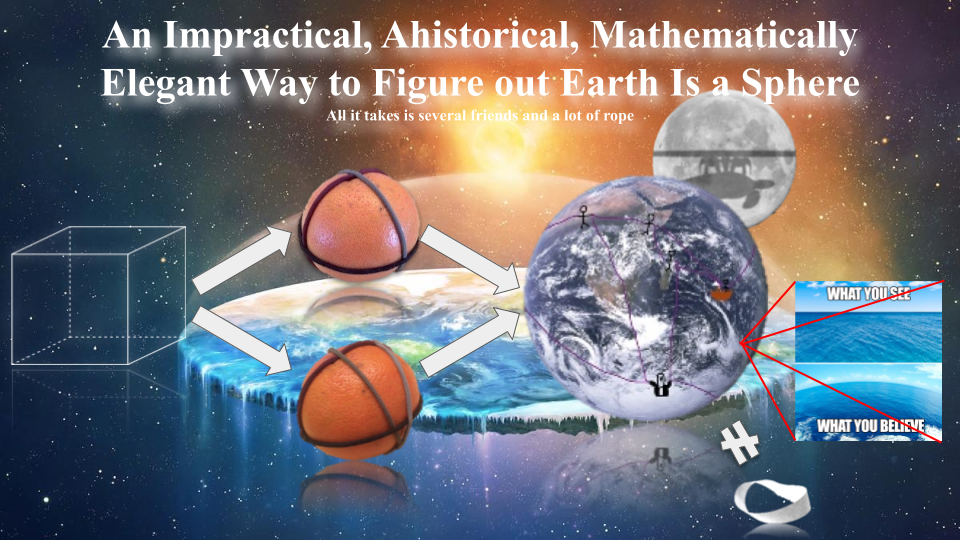 An Impractical, Ahistorical, Mathematically
Elegant Way to Figure out Earth Is a Sphere
All it takes is several friends and a lot of rope
WHAT YOU SEE
WHAT YOU BELIEVE